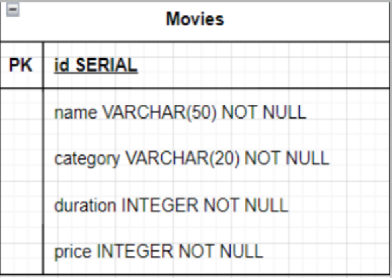 Movies
PK id SERIAL
name VARCHAR(50) NOT NULL
category VARCHAR(20) NOT NULL
duration INTEGER NOT NULL
price INTEGER NOT NULL